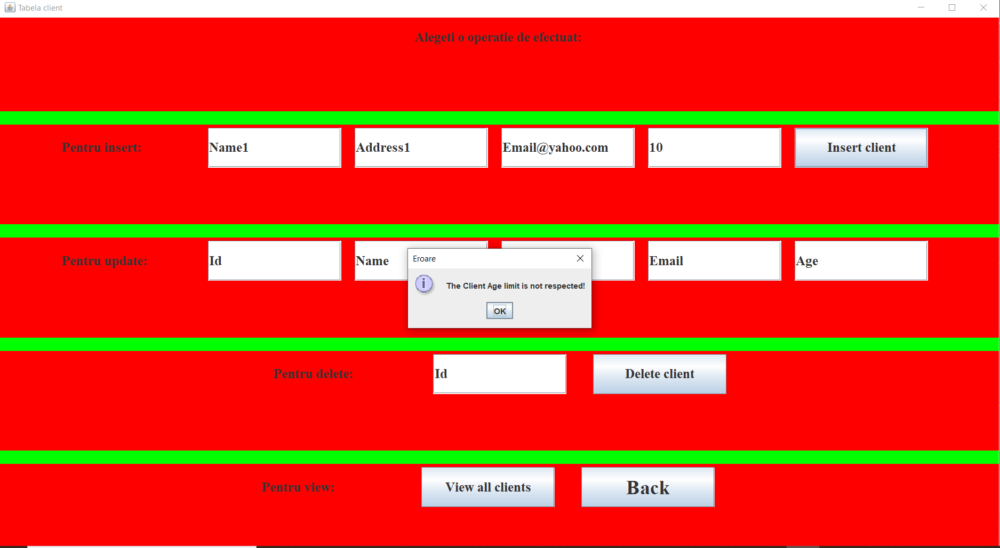 Tabela client
Alegeti o operatie de efectuat:
Pentru insert: Name1 Address1 Email@yahoo.com 10 Insert client
Pentru update: Id Name Email Age
Eroare
The Client Age limit is not respected!
OK
Pentru delete: Id Delete client
Pentru view: View all clients Back